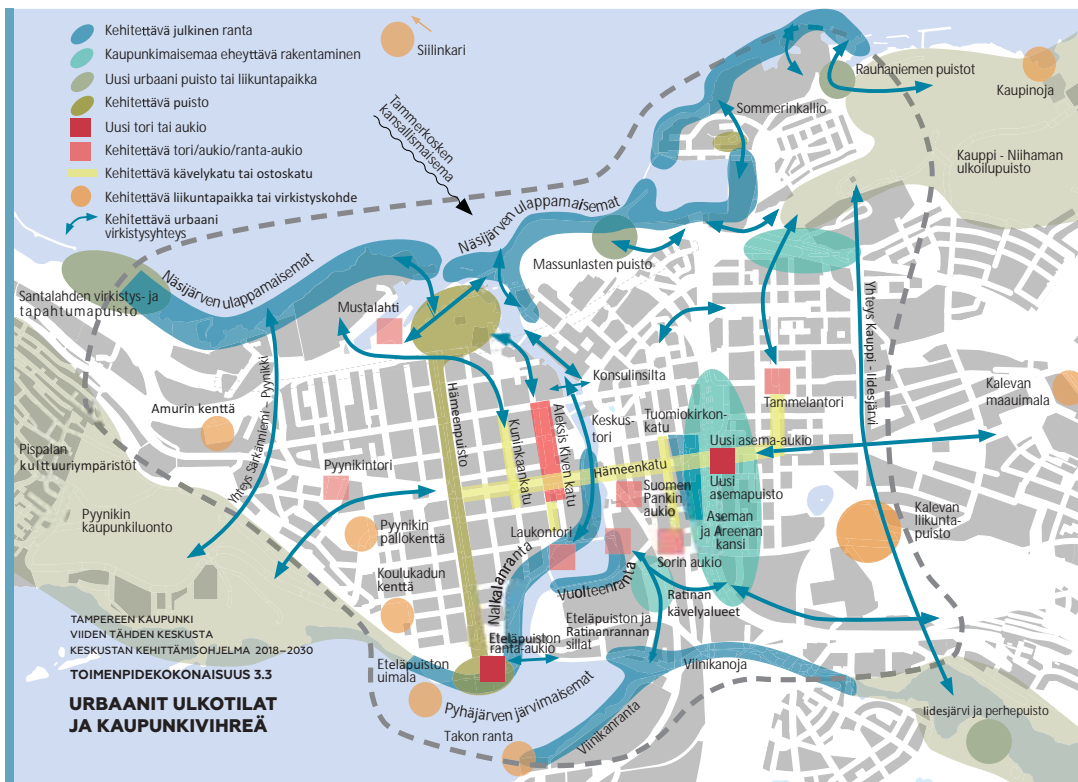 Kehitettävä julkinen ranta
Kaupunkimaisemaa eheyttävä rakentaminen
Uusi urbaani puisto tai liikuntapaikka
Kehitettävä puisto
Uusi tori tai aukio
Kehitettävä tori/aukio/ranta-aukio
Kehitettävä kävelykatu tai ostoskatu
Kehitettävä liikuntapaikka tai virkistyskohde
Kehitettävä urbaani
virkistysyhteys
Siilinkari
Tammerkosken
kansallismaisema
Rauhaniemen puistot
Kaupinoja
Sommerinkallio
Kauppi - Niihaman
ulkoilupuisto
Näsijärven ulappamaisemat
Näsijärven ulappamaisemat
Massunlasten puisto
Santalahden virkistys- ja
tapahtumapuisto
Mustalahti
Yhteys Särkänniemi - Pyynikki
Yhteys Kauppi - Iidesjärvi
Konsulinsilta
Amurin kenttä
Hämeenpuisto
Kuninkaankatu
Aleksis Kiven katu
Keskus-
tori
Tuomiokirkon-
katu
Tammelantori
Kalevan
maauimala
Pispalan
kulttuuriympäristöt
Pyynikintori
Hämeenkatu
Uusi asema-aukio
Uusi
asemapuisto
Suomen
Pankin
aukio
Aseman
ja Areenan
kansi
Pyynikin
kaupunkiluonto
Pyynikin
pallokenttä
Laukontori
Sorin aukio
Kalevan
liikunta-
puisto
Koulukadun
kenttä
Nalkalanranta
Vuolteenranta
Ratinan
kävelyalueet
Eteläpuiston ja
Ratinanrannan
sillat
Eteläpuiston
ranta-aukio
Eteläpuiston
uimala
Viinikanoja
Pyhäjärven järvimaisemat
Viinikanranta
Takon ranta
Iidesjärvi ja perhepuisto
TAMPEREEN KAUPUNKI
VIIDEN TÄHDEN KESKUSTA
KESKUSTAN KEHITTÄMISOHJELMA 2018–2030
TOIMENPIDEKOKONAISUUS 3.3
URBAANIT ULKOTILAT
JA KAUPUNKIVIHREÄ